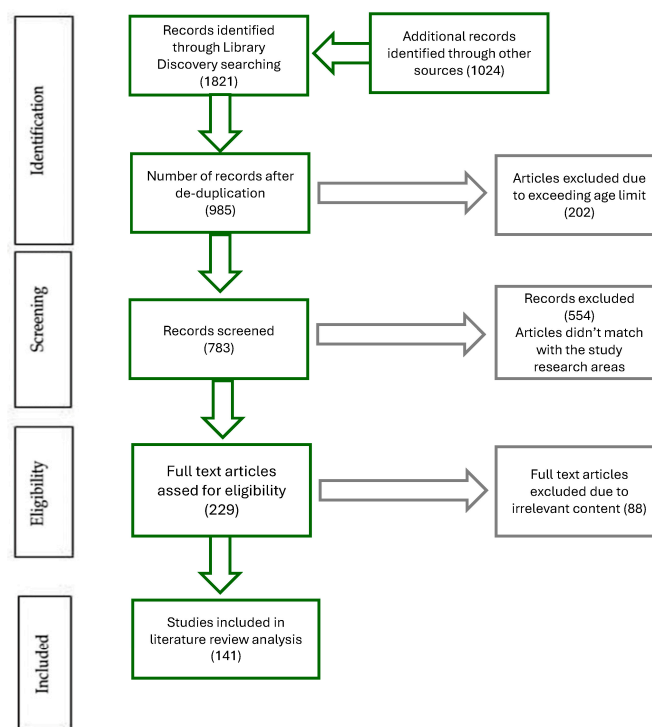 Identification
Records identified
through Library
Discovery searching
(1821)
Additional records
identified through other
sources (1024)
Number of records after
de-duplication
(985)
Articles excluded due
to exceeding age limit
(202)
Screening
Records screened
(783)
Records excluded
(554)
Articles didn't match
with the study
research areas
Eligibility
Full text articles
assed for eligibility
(229)
Full text articles
excluded due to
irrelevant content (88)
Included
Studies included in
literature review analysis
(141)